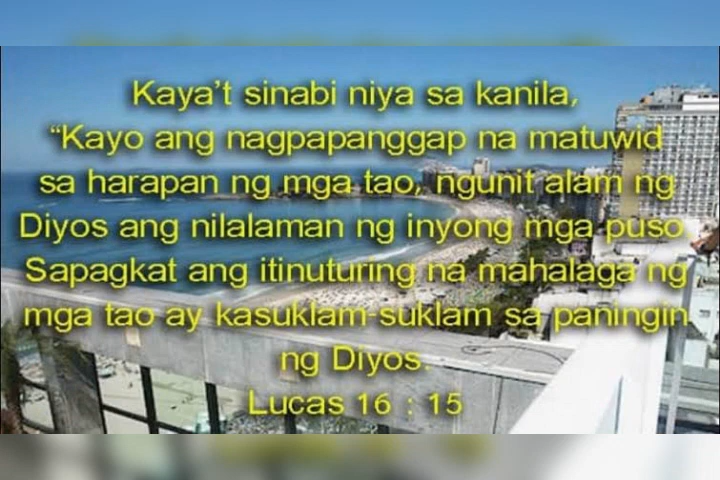 Kaya't sinabi niya sa kanila,
“Kayo ang nagpapanggap na matuwid
sa harapan ng mga tao, ngunit alam ng
Diyos ang nilalaman ng inyong mga puso.
Sapagkat ang itinuturing na mahalaga ng
mga tao ay kasuklam-suklam sa paningin
ng Diyos.
Lucas 16 : 15